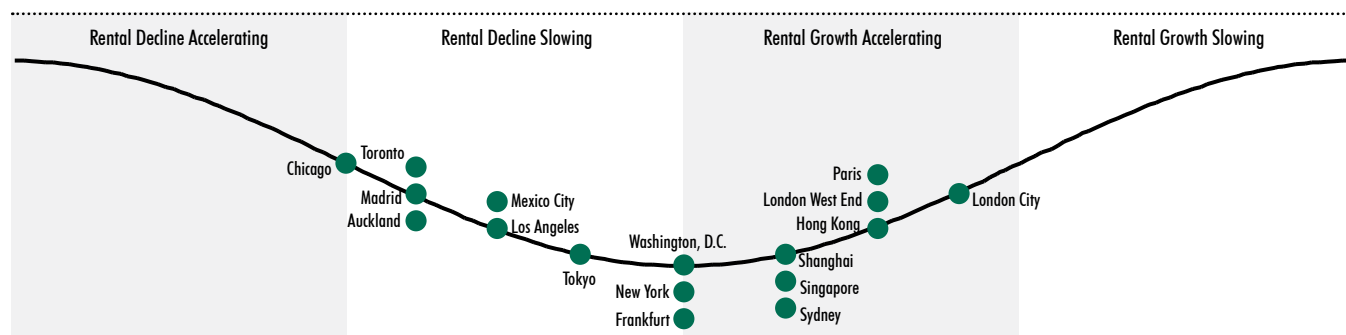 Rental Decline Accelerating
Rental Decline Slowing
Rental Growth Accelerating
Rental Growth Slowing
Chicago
Toronto
Madrid
Auckland
Mexico City
Los Angeles
Tokyo
Washington, D.C.
New York
Frankfurt
Shanghai
Singapore
Sydney
Paris
London West End
Hong Kong
London City